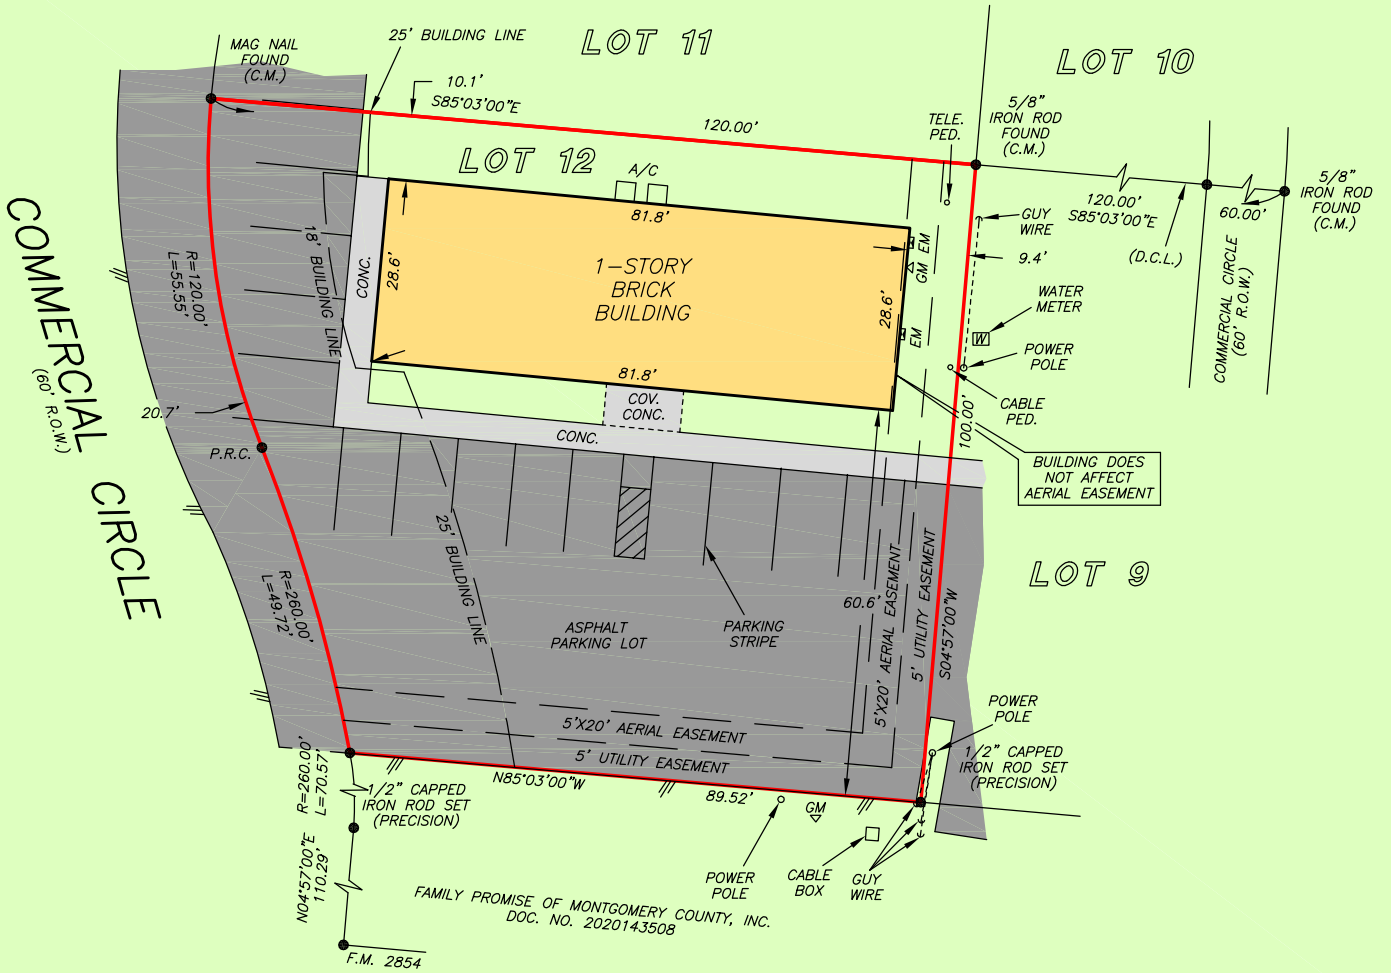 MAG NAIL
FOUND
(C.M.)
25' BUILDING LINE
LOT 11
LOT 10
10.1'
S85°03'00"E
120.00'
TELE.
PED.
5/8"
IRON ROD
FOUND
(C.M.)
5/8"
IRON ROD
FOUND
(C.M.)
LOT 12
A/C
81.8'
120.00'
S85°03'00"E
60.00'
(D.C.L.)
COMMERCIAL CIRCLE
(60' R.O.W.)
GUY
WIRE
9.4'
WATER
METER
W
POWER
POLE
CABLE
PED.
EM
GM
EM
1-STORY
BRICK
BUILDING
28.6'
28.6'
81.8'
CONC.
18' BUILDING LINE
R=120.00'
L=55.55'
COMMERCIAL CIRCLE
(60' R.O.W.)
20.7'
P.R.C.
COV.
CONC.
CONC.
100.00'
BUILDING DOES
NOT AFFECT
AERIAL EASEMENT
LOT 9
25' BUILDING LINE
R=260.00'
L=49.72'
ASPHALT
PARKING LOT
PARKING
STRIPE
60.6'
5'X20' AERIAL EASEMENT
5' UTILITY EASEMENT
S04°57'00"W
5'X20' AERIAL EASEMENT
5' UTILITY EASEMENT
N85°03'00"W
89.52'
POWER
POLE
1/2" CAPPED
IRON ROD SET
(PRECISION)
1/2" CAPPED
IRON ROD SET
(PRECISION)
R=260.00'
L=70.57'
N04°57'00"E
110.29'
GM
POWER
POLE
CABLE
BOX
GUY
WIRE
FAMILY PROMISE OF MONTGOMERY COUNTY, INC.
DOC. NO. 2020143508
F.M. 2854